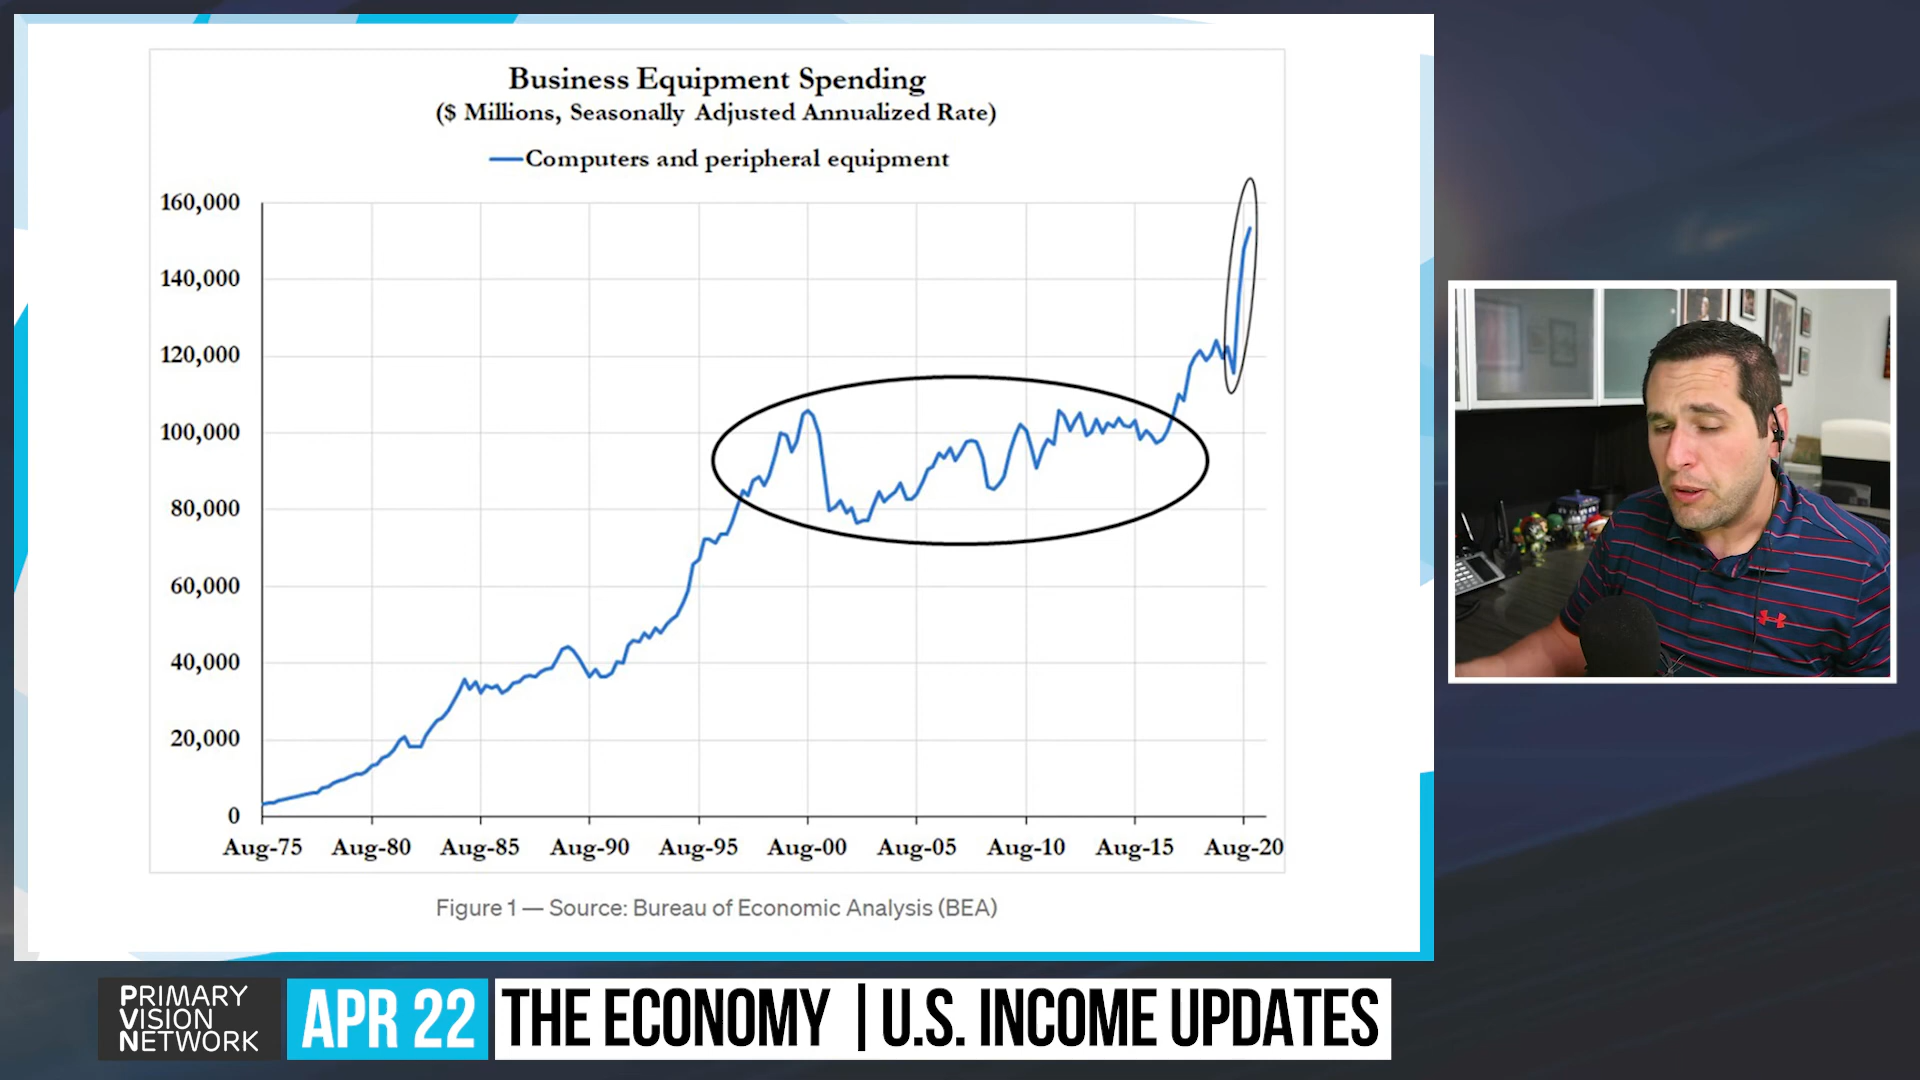 Business Equipment Spending
($ Millions, Seasonally Adjusted Annualized Rate)
Computers and peripheral equipment
160,000
140,000
120,000
100,000
80,000
60,000
40,000
20,000
0
Aug-75 Aug-80 Aug-85 Aug-90 Aug-95 Aug-00 Aug-05 Aug-10 Aug-15 Aug-20
Figure 1 — Source: Bureau of Economic Analysis (BEA)
PRIMARY
VISION
NETWORK
APR 22
THE ECONOMY | U.S. INCOME UPDATES